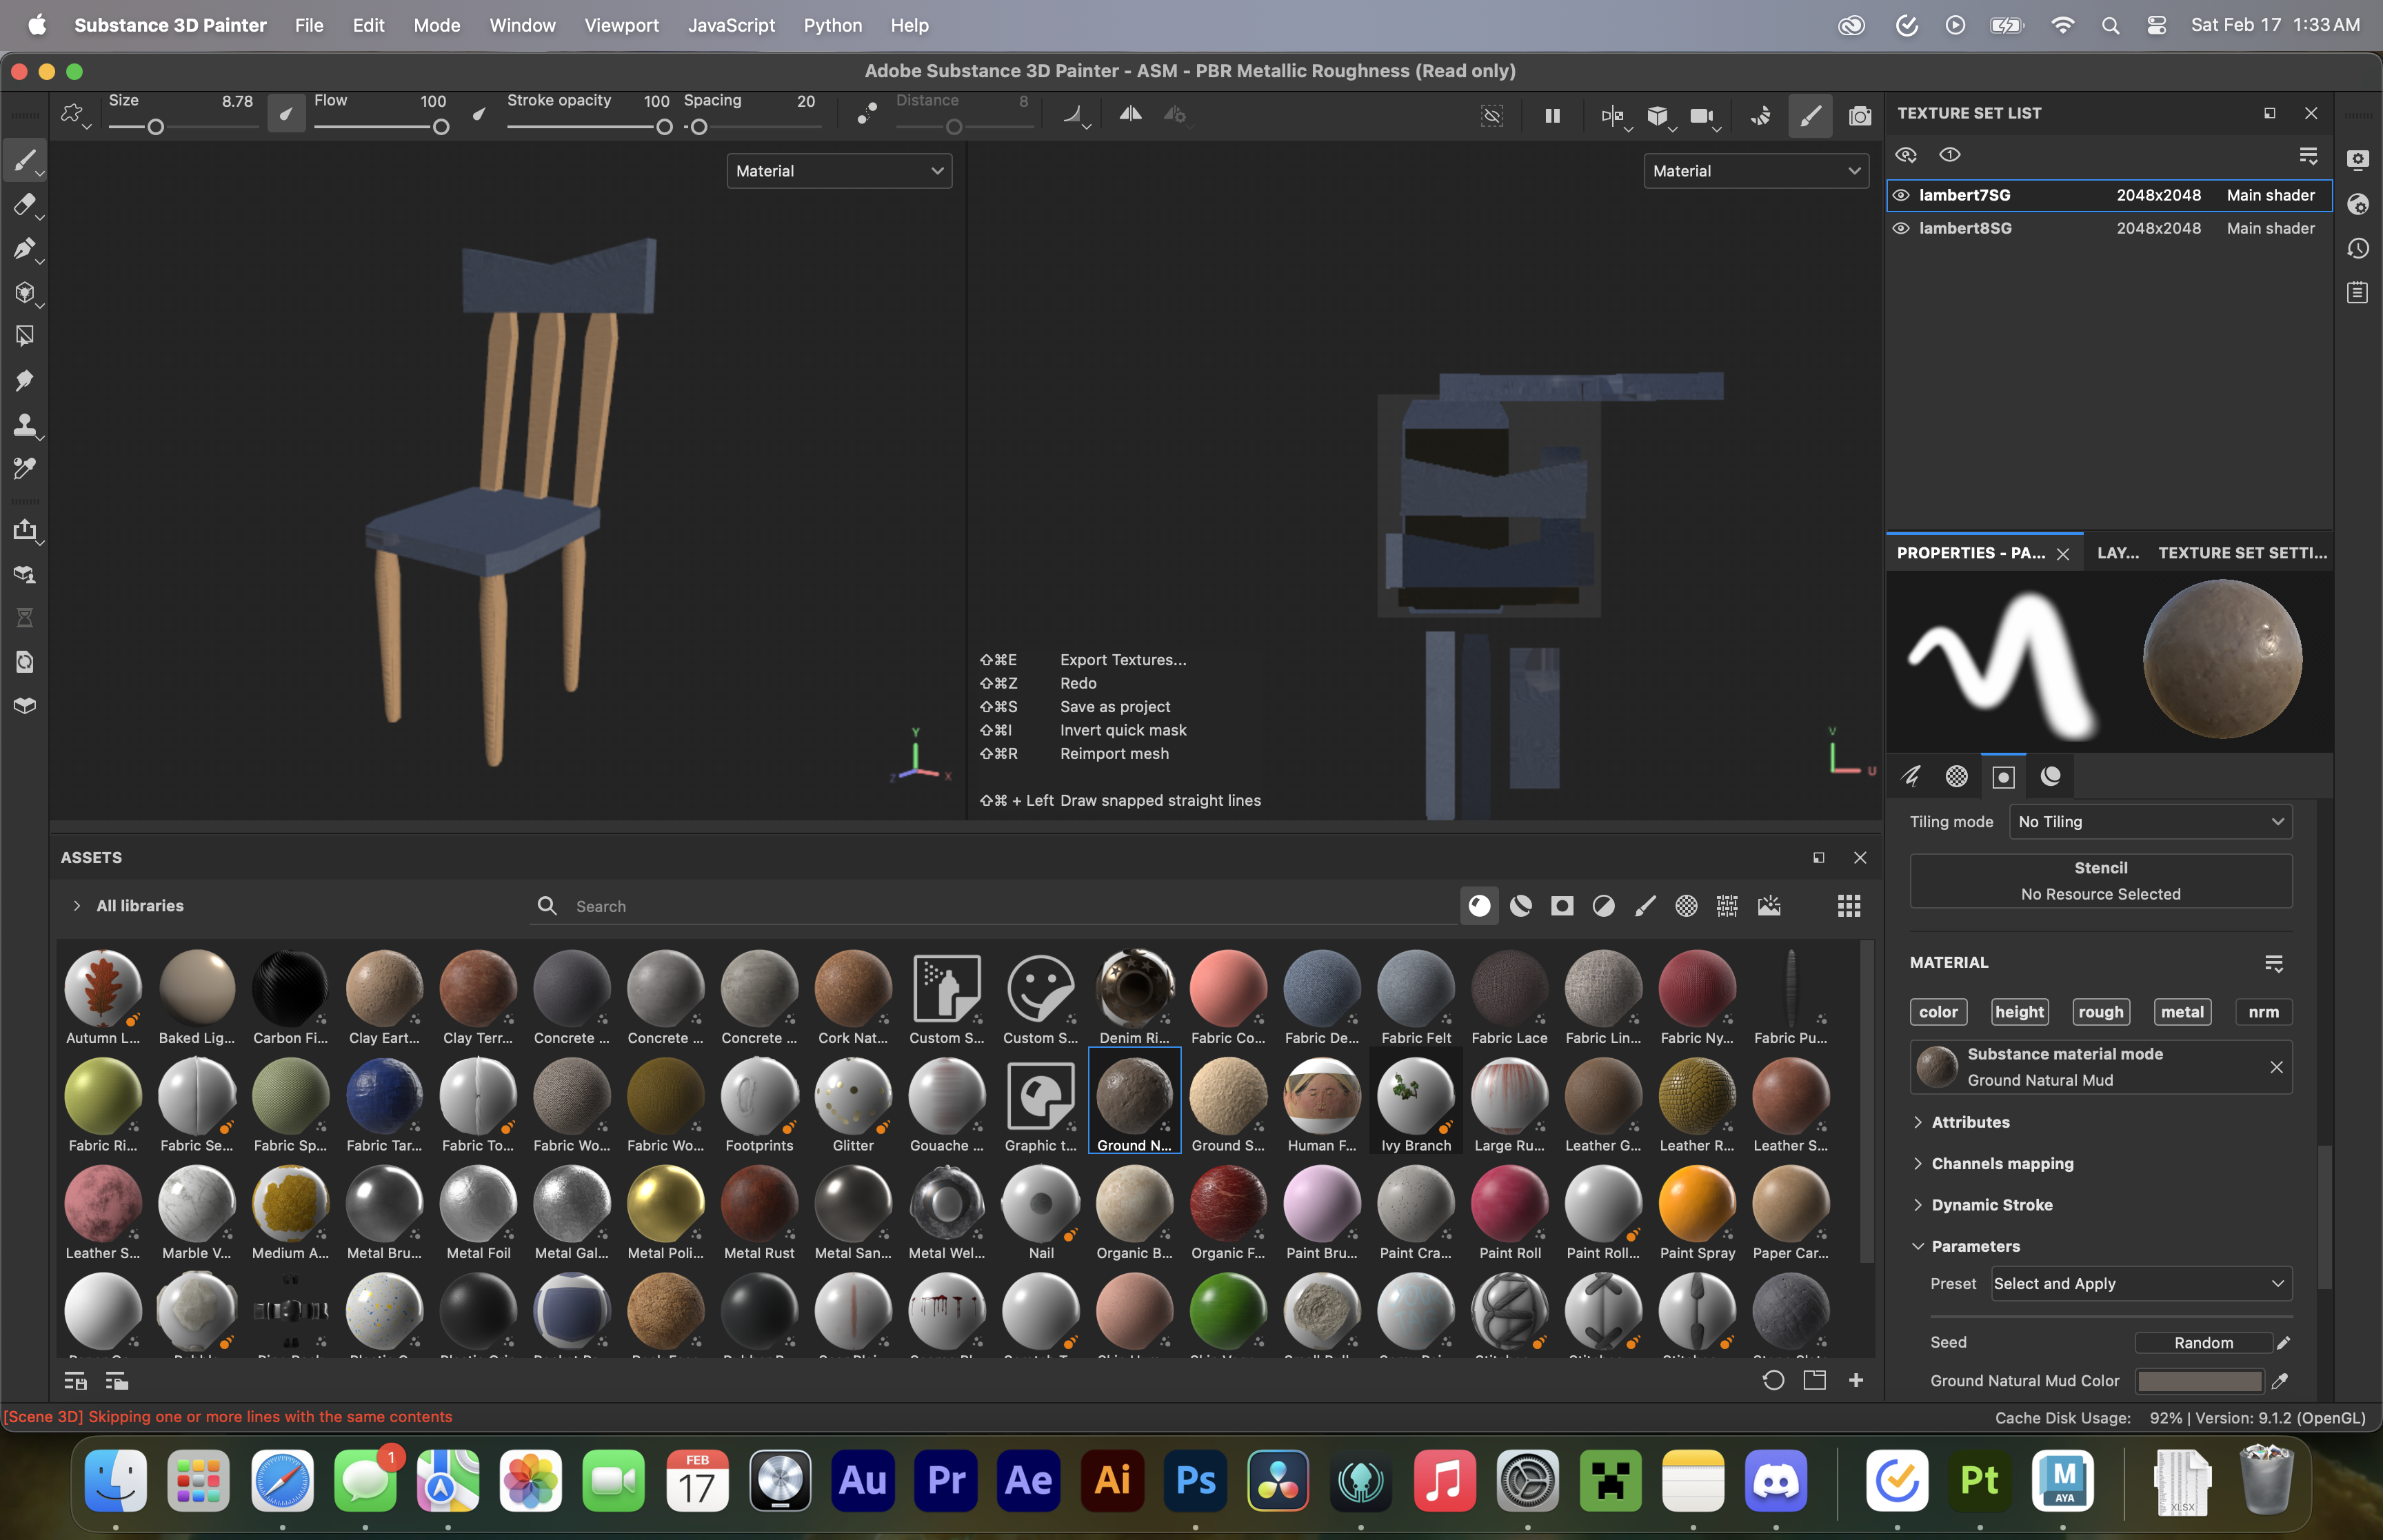 Substance 3D Painter File Edit Mode Window Viewport JavaScript Python Help Sat Feb 17 1:33 AM
Adobe Substance 3D Painter - ASM - PBR Metallic Roughness (Read only)
Size 8.78 Flow 100 Stroke opacity 100 Spacing 20 Distance 8
Material
Material
Y
Z
X
V
U
⇧⌘E Export Textures...
⇧⌘Z Redo
⇧⌘S Save as project
⇧⌘I Invert quick mask
⇧⌘R Reimport mesh
⇧⌘ + Left Draw snapped straight lines
TEXTURE SET LIST
lambert7SG 2048x2048 Main shader
lambert8SG 2048x2048 Main shader
PROPERTIES - PA... LAY... TEXTURE SET SETTI...
Tiling mode No Tiling
Stencil
No Resource Selected
MATERIAL
color height rough metal nrm
Substance material mode
Ground Natural Mud
Attributes
Channels mapping
Dynamic Stroke
Parameters
Preset Select and Apply
Seed Random
Ground Natural Mud Color
ASSETS
All libraries Search
Autumn L... Baked Lig... Carbon Fi... Clay Eart... Clay Terr... Concrete ... Concrete ... Concrete ... Cork Nat... Custom S... Custom S... Denim Ri... Fabric Co... Fabric De... Fabric Felt Fabric Lace Fabric Lin... Fabric Ny... Fabric Pu...
Fabric Ri... Fabric Se... Fabric Sp... Fabric Tar... Fabric To... Fabric Wo... Fabric Wo... Footprints Glitter Gouache ... Graphic t... Ground N... Ground S... Human F... Ivy Branch Large Ru... Leather G... Leather R... Leather S...
Leather S... Marble V... Medium A... Metal Bru... Metal Foil Metal Gal... Metal Poli... Metal Rust Metal San... Metal Wel... Nail Organic B... Organic F... Paint Bru... Paint Cra... Paint Roll Paint Roll... Paint Spray Paper Car...
[Scene 3D] Skipping one or more lines with the same contents
Cache Disk Usage: 92% | Version: 9.1.2 (OpenGL)
1
FEB
17
Au Pr Ae Ai Ps Pt
M
AYA
XLSX